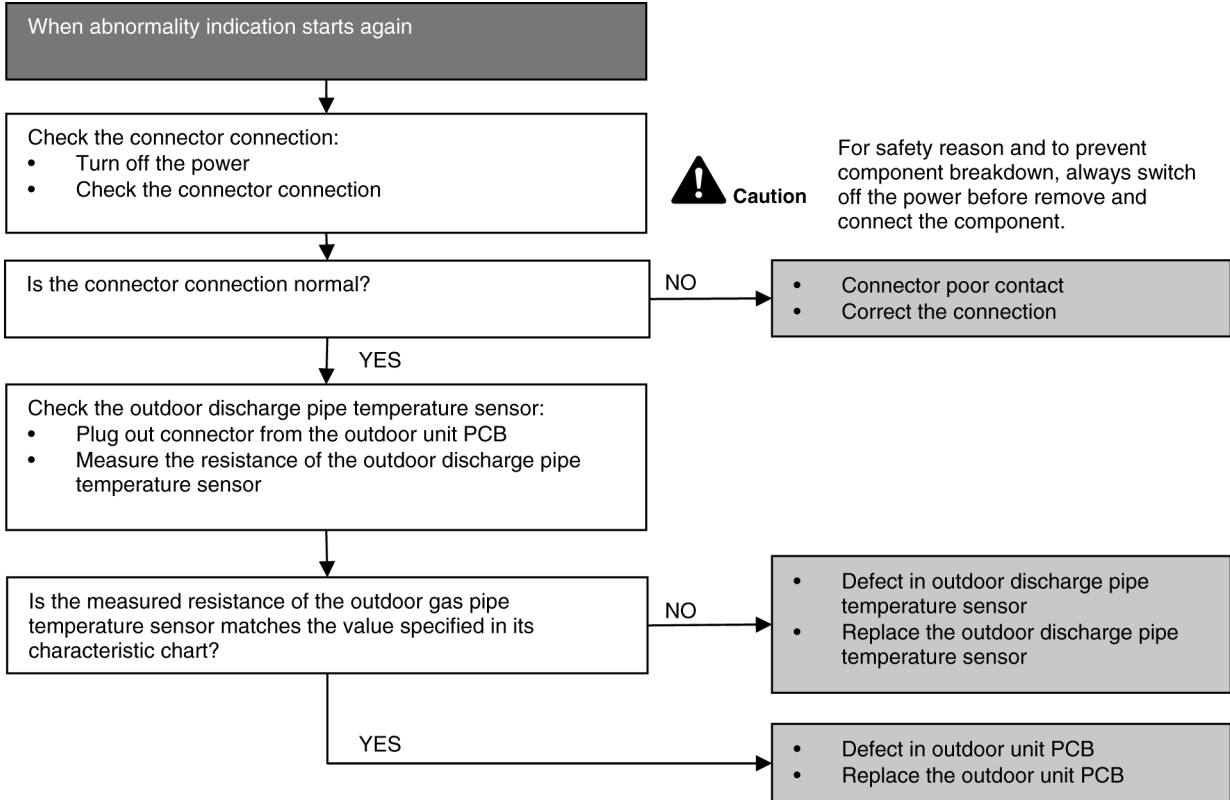 When abnormality indication starts again
Check the connector connection:
• Turn off the power
• Check the connector connection
Caution
For safety reason and to prevent
component breakdown, always switch
off the power before remove and
connect the component.
Is the connector connection normal?
NO
• Connector poor contact
• Correct the connection
YES
Check the outdoor discharge pipe temperature sensor:
• Plug out connector from the outdoor unit PCB
• Measure the resistance of the outdoor discharge pipe
temperature sensor
Is the measured resistance of the outdoor gas pipe
temperature sensor matches the value specified in its
characteristic chart?
NO
• Defect in outdoor discharge pipe
temperature sensor
• Replace the outdoor discharge pipe
temperature sensor
YES
• Defect in outdoor unit PCB
• Replace the outdoor unit PCB